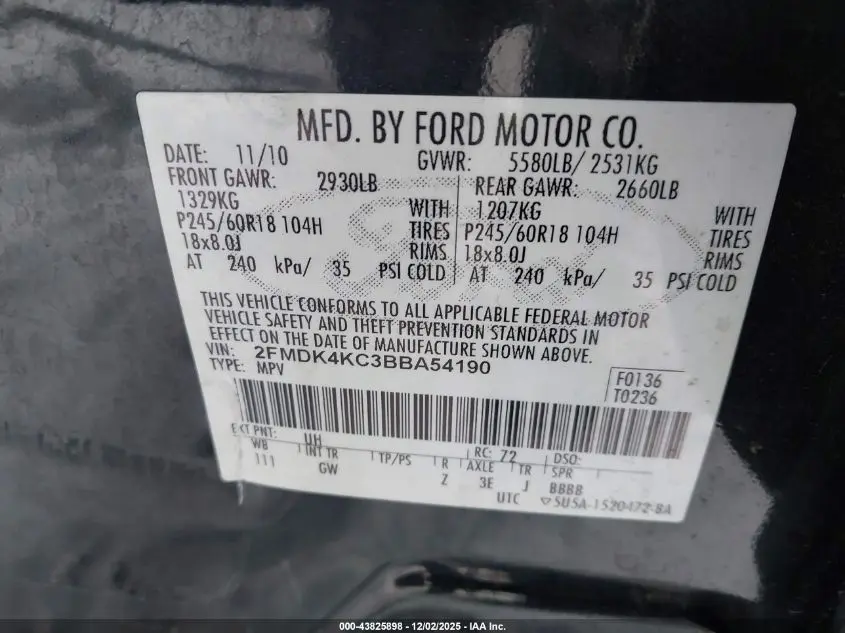 MFD. BY FORD MOTOR CO.
DATE: 11/10 GVWR: 5580LB/ 2531KG
FRONT GAWR: 2930LB REAR GAWR: 2660LB
1329KG WITH 1207KG WITH
P245/60R18 104H TIRES P245/60R18 104H TIRES
18x8.0J RIMS 18x8.0J RIMS
AT 240 kPa/ 35 PSI COLD AT 240 kPa/ 35 PSI COLD
THIS VEHICLE CONFORMS TO ALL APPLICABLE FEDERAL MOTOR
VEHICLE SAFETY AND THEFT PREVENTION STANDARDS IN
EFFECT ON THE DATE OF MANUFACTURE SHOWN ABOVE.
VIN: 2FMDK4KC3BBA54190
TYPE: MPV
F0136
T0236
EXT PNT: UH RC: 72 DSO:
WB INT TR TP/PS R AXLE TR SPR
111 GW Z 3E J BBBB
UTC ▽5U5A-1520472-BA
000-43825898 - 12/02/2025 - IAA Inc.